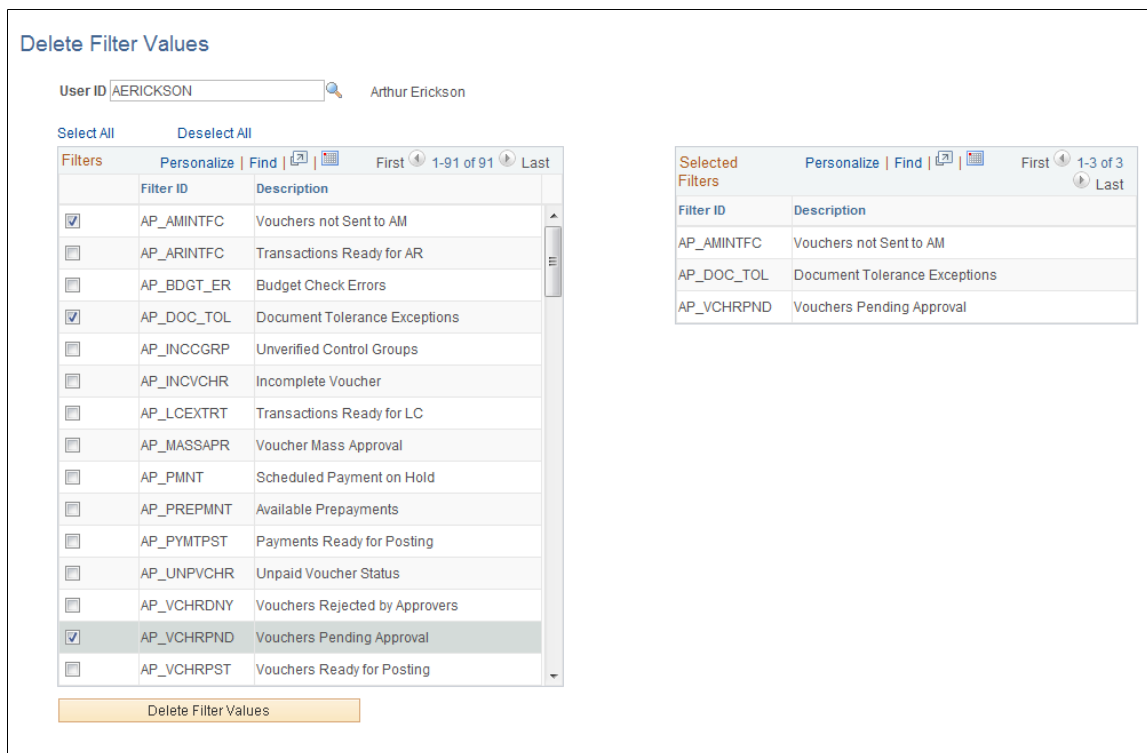 Delete Filter Values
User ID AERICKSON Arthur Erickson
Select All Deselect All
Filters Personalize | Find | | First 1-91 of 91 Last
Filter ID Description
AP_AMINTFC Vouchers not Sent to AM
AP_ARINTFC Transactions Ready for AR
AP_BDGT_ER Budget Check Errors
AP_DOC_TOL Document Tolerance Exceptions
AP_INCCGRP Unverified Control Groups
AP_INCVCHR Incomplete Voucher
AP_LCEXTRT Transactions Ready for LC
AP_MASSAPR Voucher Mass Approval
AP_PMNT Scheduled Payment on Hold
AP_PREPMNT Available Prepayments
AP_PYMTPST Payments Ready for Posting
AP_UNPVCHR Unpaid Voucher Status
AP_VCHRDNY Vouchers Rejected by Approvers
AP_VCHRPND Vouchers Pending Approval
AP_VCHRPST Vouchers Ready for Posting
Delete Filter Values
Selected Filters Personalize | Find | | First 1-3 of 3 Last
Filter ID Description
AP_AMINTFC Vouchers not Sent to AM
AP_DOC_TOL Document Tolerance Exceptions
AP_VCHRPND Vouchers Pending Approval